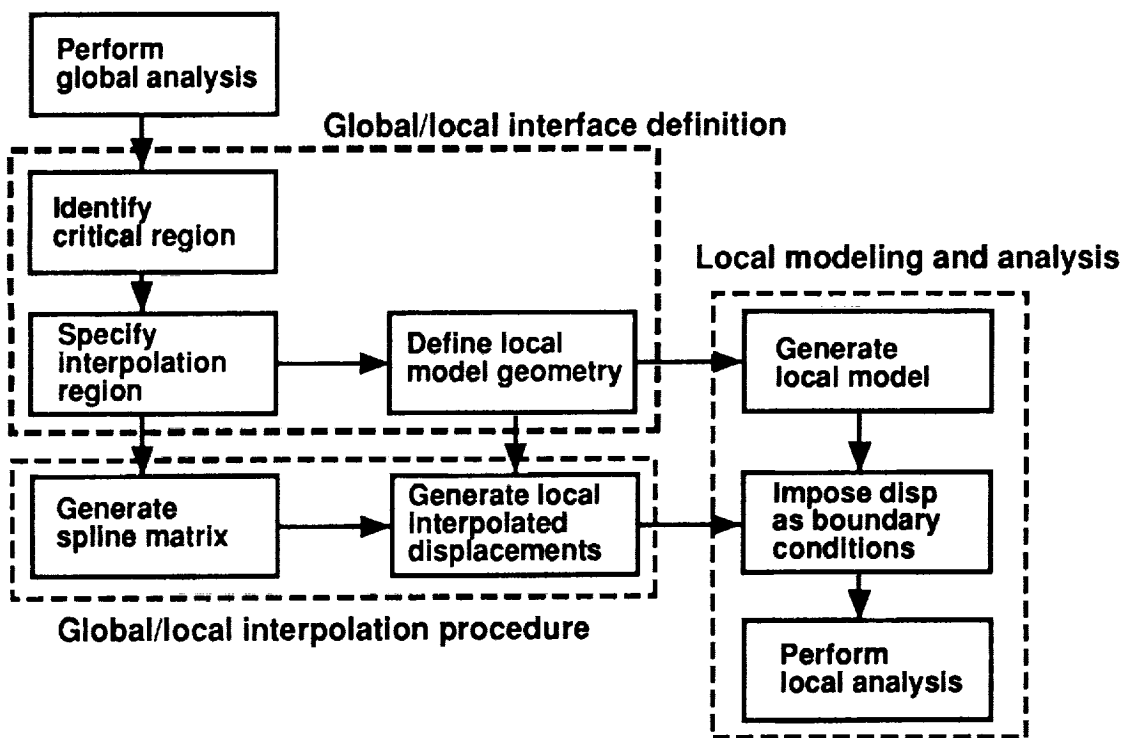 Perform
global analysis
Global/local interface definition
Identify
critical region
Specify
interpolation
region
Define local
model geometry
Local modeling and analysis
Generate
local model
Generate
spline matrix
Generate local
interpolated
displacements
Impose disp
as boundary
conditions
Global/local interpolation procedure
Perform
local analysis